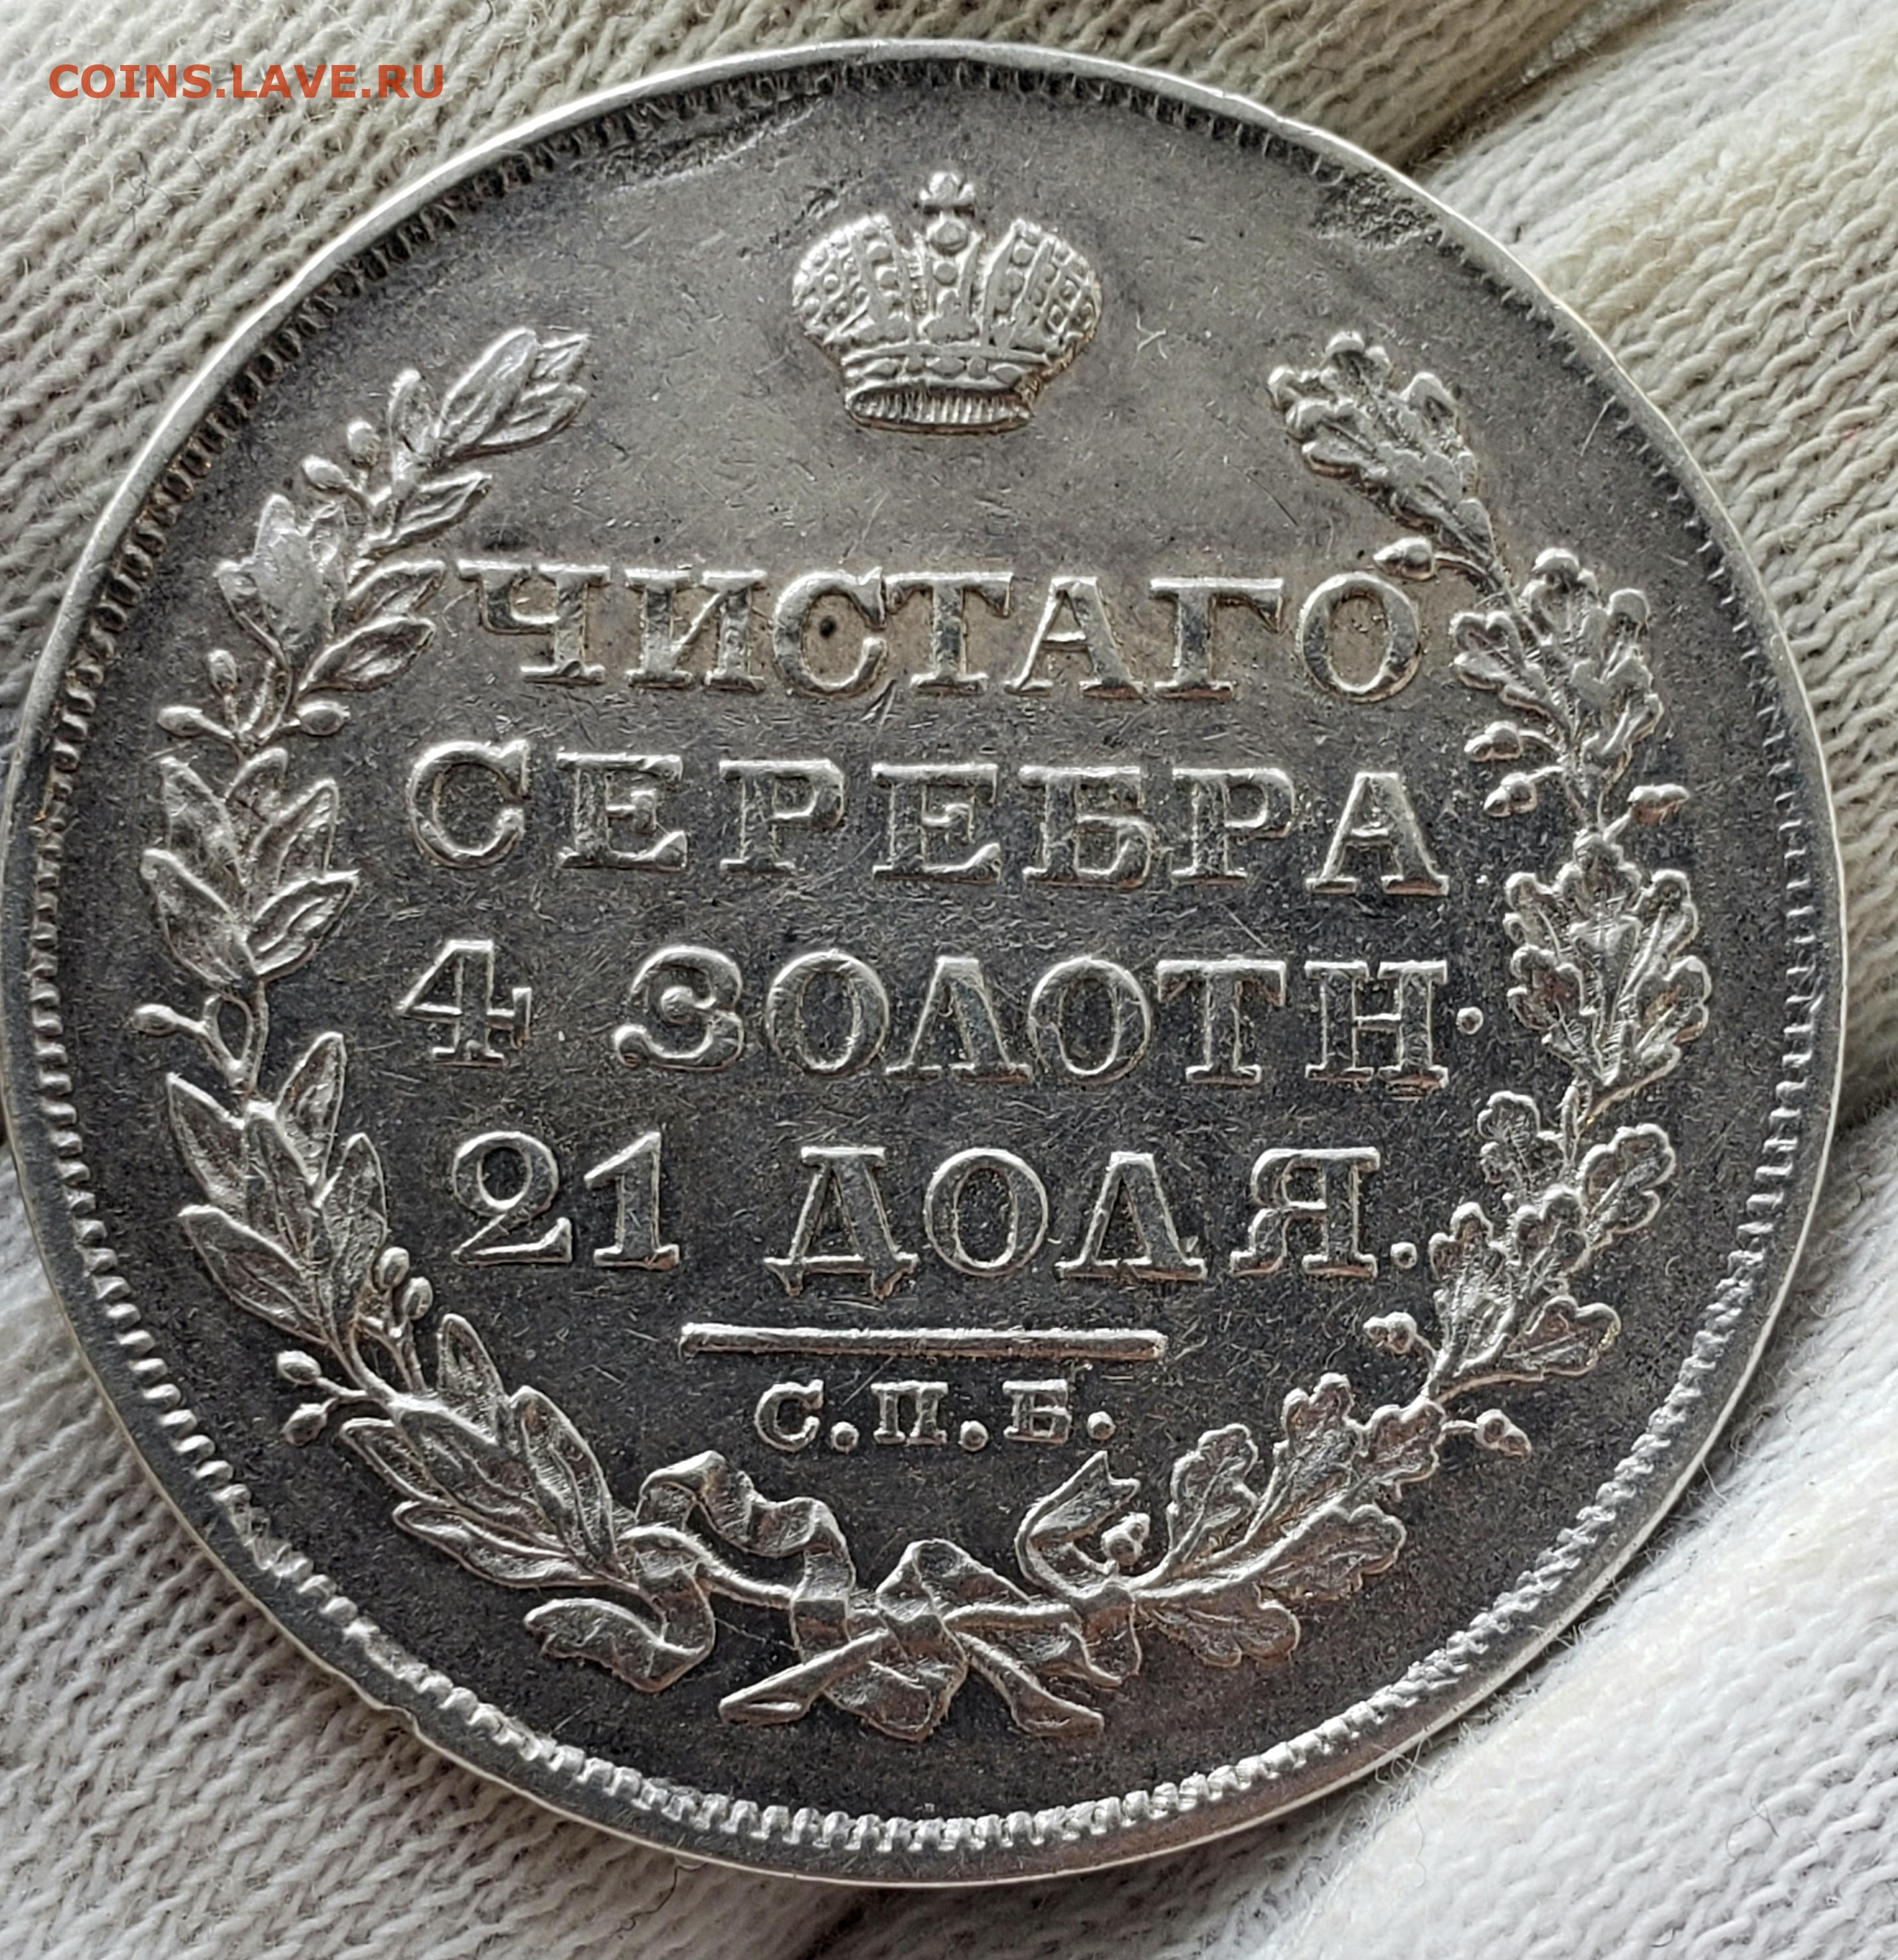 COINS.LAVE.RU
ЧИСТАГО
СЕРЕБРА
4 ЗОЛОТН.
21 ДОЛЯ.
С.П.Б.